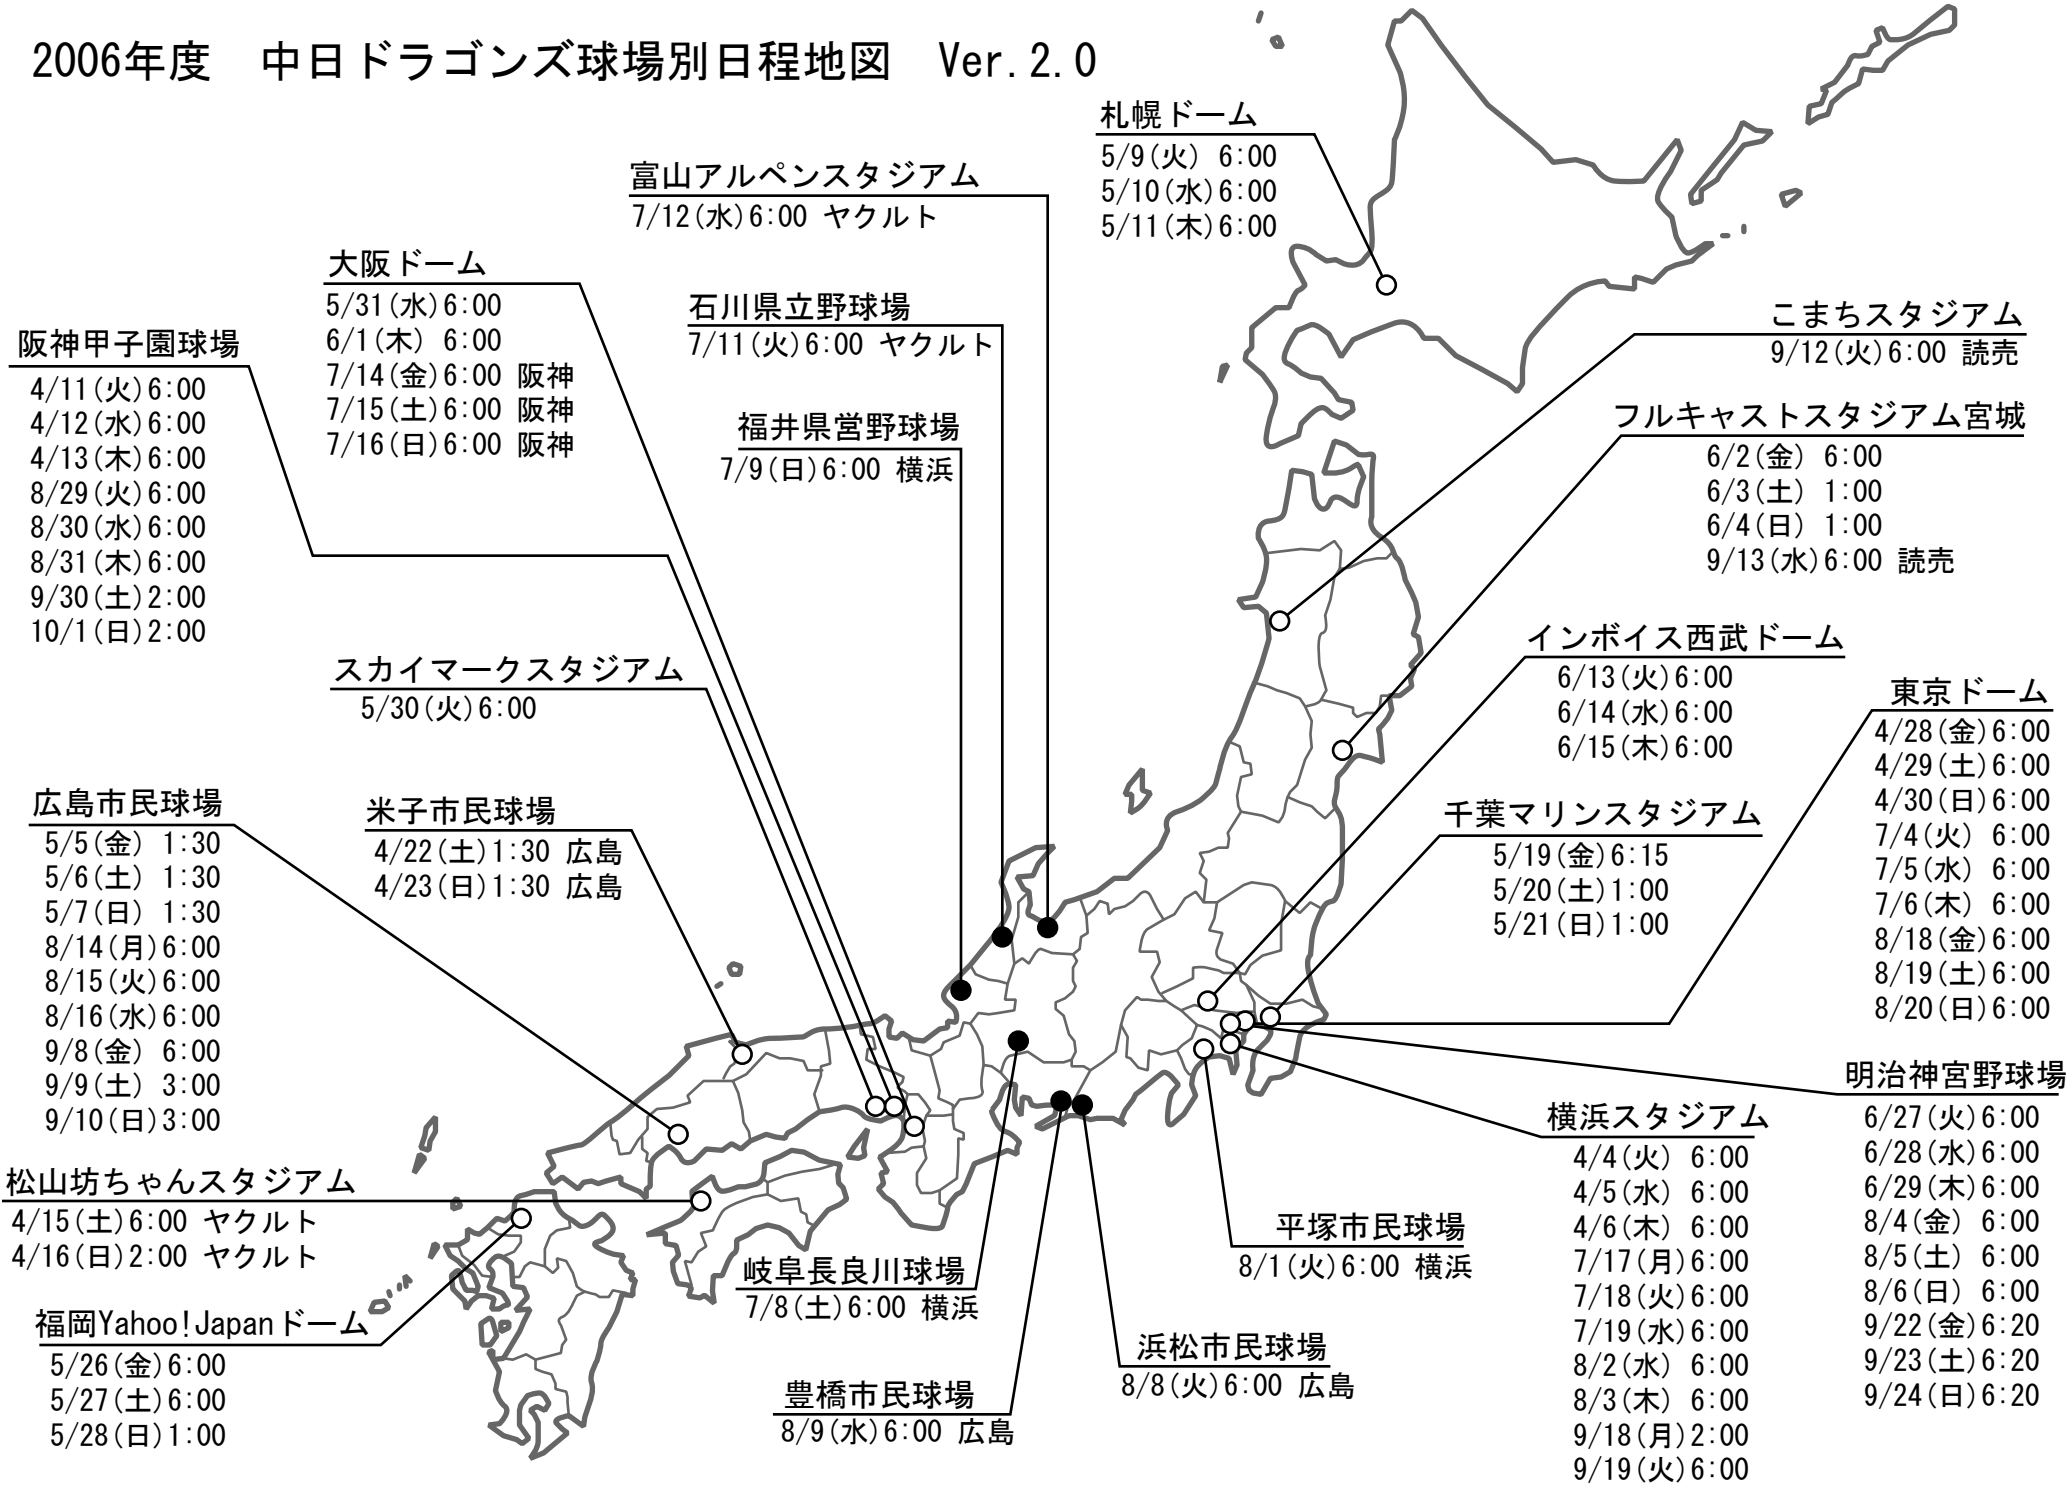 2006年度　中日ドラゴンズ球場別日程地図　Ver.2.0
札幌ドーム
5/9(火) 6:00
5/10(水)6:00
5/11(木)6:00
富山アルペンスタジアム
7/12(水)6:00 ヤクルト
大阪ドーム
5/31(水)6:00
6/1(木) 6:00
7/14(金)6:00 阪神
7/15(土)6:00 阪神
7/16(日)6:00 阪神
石川県立野球場
7/11(火)6:00 ヤクルト
こまちスタジアム
9/12(火)6:00 読売
阪神甲子園球場
4/11(火)6:00
4/12(水)6:00
4/13(木)6:00
8/29(火)6:00
8/30(水)6:00
8/31(木)6:00
9/30(土)2:00
10/1(日)2:00
福井県営野球場
7/9(日)6:00 横浜
フルキャストスタジアム宮城
6/2(金) 6:00
6/3(土) 1:00
6/4(日) 1:00
9/13(水)6:00 読売
インボイス西武ドーム
6/13(火)6:00
6/14(水)6:00
6/15(木)6:00
スカイマークスタジアム
5/30(火)6:00
東京ドーム
4/28(金)6:00
4/29(土)6:00
4/30(日)6:00
7/4(火) 6:00
7/5(水) 6:00
7/6(木) 6:00
8/18(金)6:00
8/19(土)6:00
8/20(日)6:00
広島市民球場
5/5(金) 1:30
5/6(土) 1:30
5/7(日) 1:30
8/14(月)6:00
8/15(火)6:00
8/16(水)6:00
9/8(金) 6:00
9/9(土) 3:00
9/10(日)3:00
米子市民球場
4/22(土)1:30 広島
4/23(日)1:30 広島
千葉マリンスタジアム
5/19(金)6:15
5/20(土)1:00
5/21(日)1:00
明治神宮野球場
6/27(火)6:00
6/28(水)6:00
6/29(木)6:00
8/4(金) 6:00
8/5(土) 6:00
8/6(日) 6:00
9/22(金)6:20
9/23(土)6:20
9/24(日)6:20
横浜スタジアム
4/4(火) 6:00
4/5(水) 6:00
4/6(木) 6:00
7/17(月)6:00
7/18(火)6:00
7/19(水)6:00
8/2(水) 6:00
8/3(木) 6:00
9/18(月)2:00
9/19(火)6:00
松山坊ちゃんスタジアム
4/15(土)6:00 ヤクルト
4/16(日)2:00 ヤクルト
平塚市民球場
8/1(火)6:00 横浜
岐阜長良川球場
7/8(土)6:00 横浜
福岡Yahoo!Japanドーム
5/26(金)6:00
5/27(土)6:00
5/28(日)1:00
浜松市民球場
8/8(火)6:00 広島
豊橋市民球場
8/9(水)6:00 広島